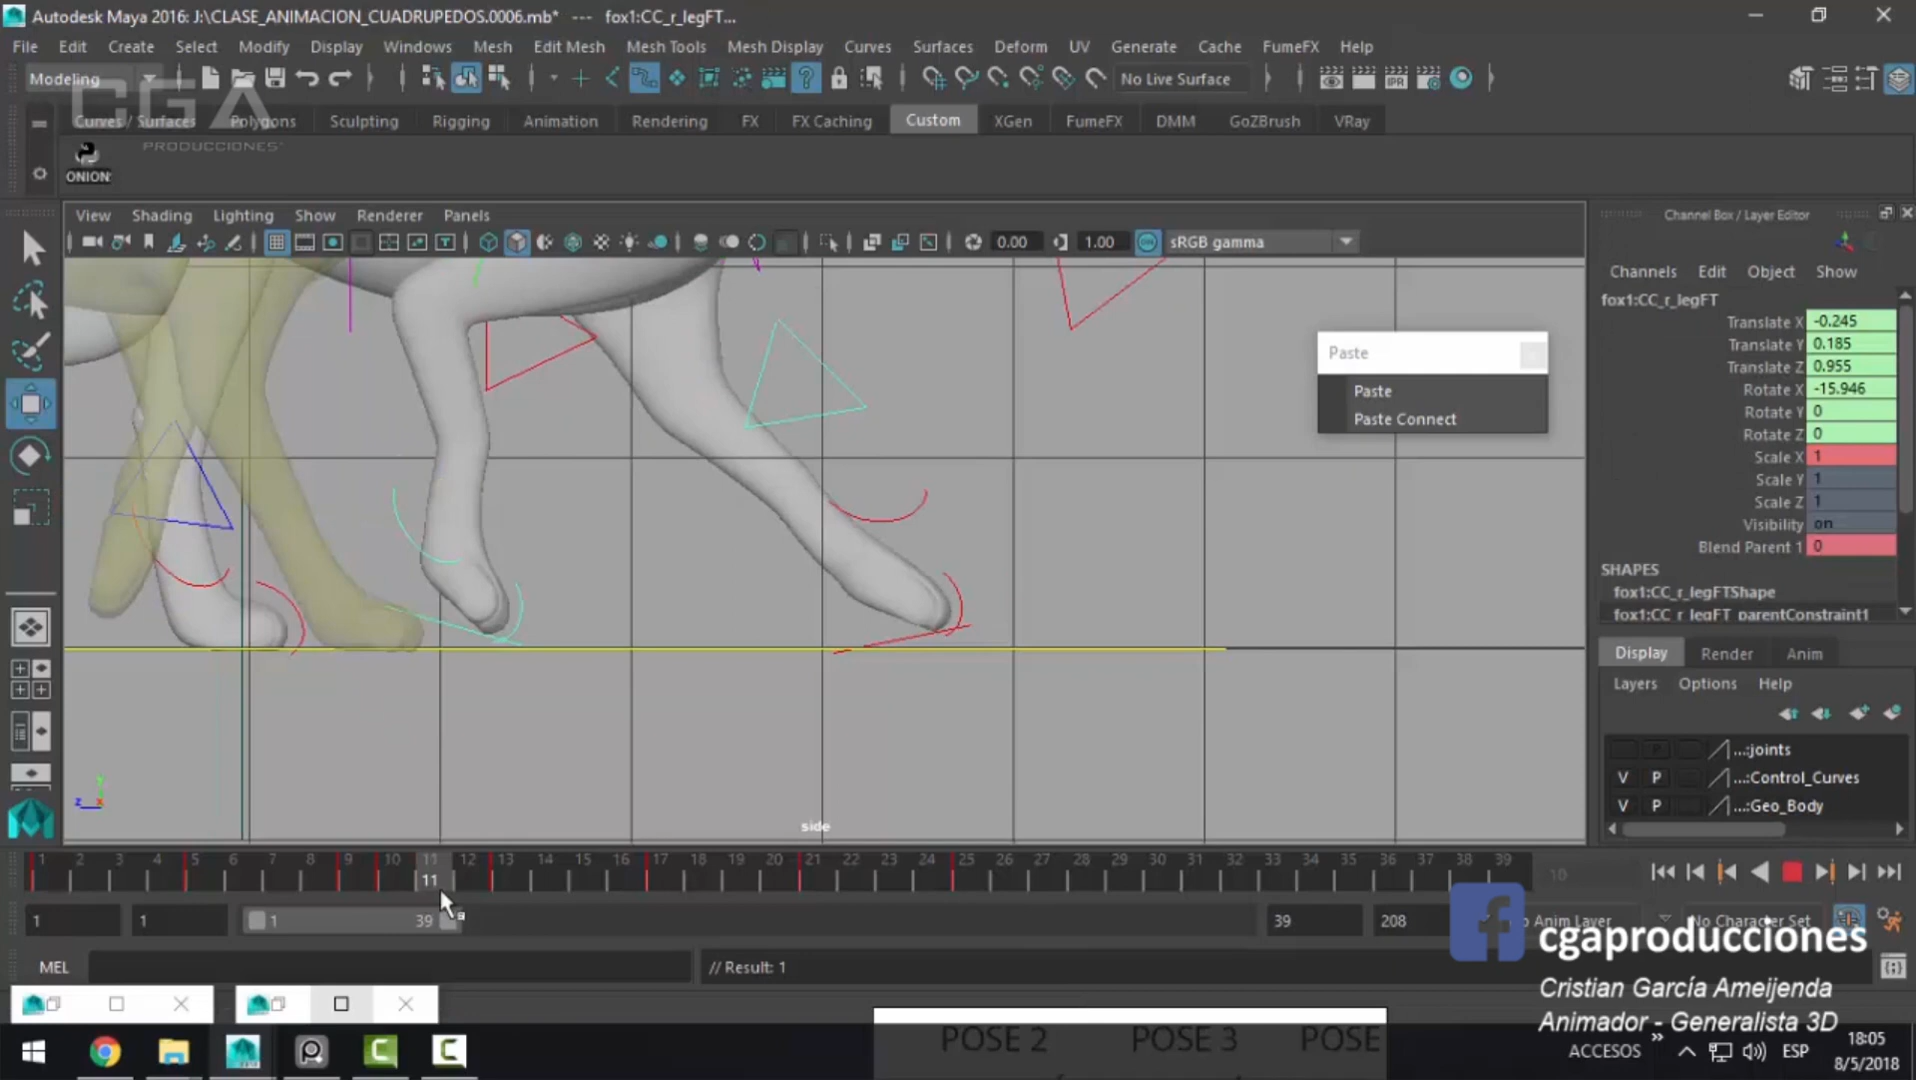 Autodesk Maya 2016: J:\CLASE_ANIMACION_CUADRUPEDOS.0006.mb* --- fox1:CC_r_legFT...
File Edit Create Select Modify Display Windows Mesh Edit Mesh Mesh Tools Mesh Display Curves Surfaces Deform UV Generate Cache FumeFX Help
Modeling No Live Surface IPR
CGA
PRODUCCIONES
Curves / Surfaces Polygons Sculpting Rigging Animation Rendering FX FX Caching Custom XGen FumeFX DMM GoZBrush VRay
ONION
View Shading Lighting Show Renderer Panels
0.00 1.00 sRGB gamma
Paste
Paste
Paste Connect
side
z x y
Channel Box / Layer Editor
Channels Edit Object Show
fox1:CC_r_legFT
Translate X -0.245
Translate Y 0.185
Translate Z 0.955
Rotate X -15.946
Rotate Y 0
Rotate Z 0
Scale X 1
Scale Y 1
Scale Z 1
Visibility on
Blend Parent 1 0
SHAPES
fox1:CC_r_legFTShape
fox1:CC_r_legFT_parentConstraint1
Display Render Anim
Layers Options Help
...:joints
V P ...:Control_Curves
V P ...:Geo_Body
1 2 3 4 5 6 7 8 9 10 11 12 13 14 15 16 17 18 19 20 21 22 23 24 25 26 27 28 29 30 31 32 33 34 35 36 37 38 39
11
10
1 1 1 39 39 208 o Anim Layer No Character Set
MEL // Result: 1
cgaproducciones
Cristian García Ameijenda
Animador - Generalista 3D
POSE 2 POSE 3 POSE
ACCESOS » ESP
18:05
8/5/2018